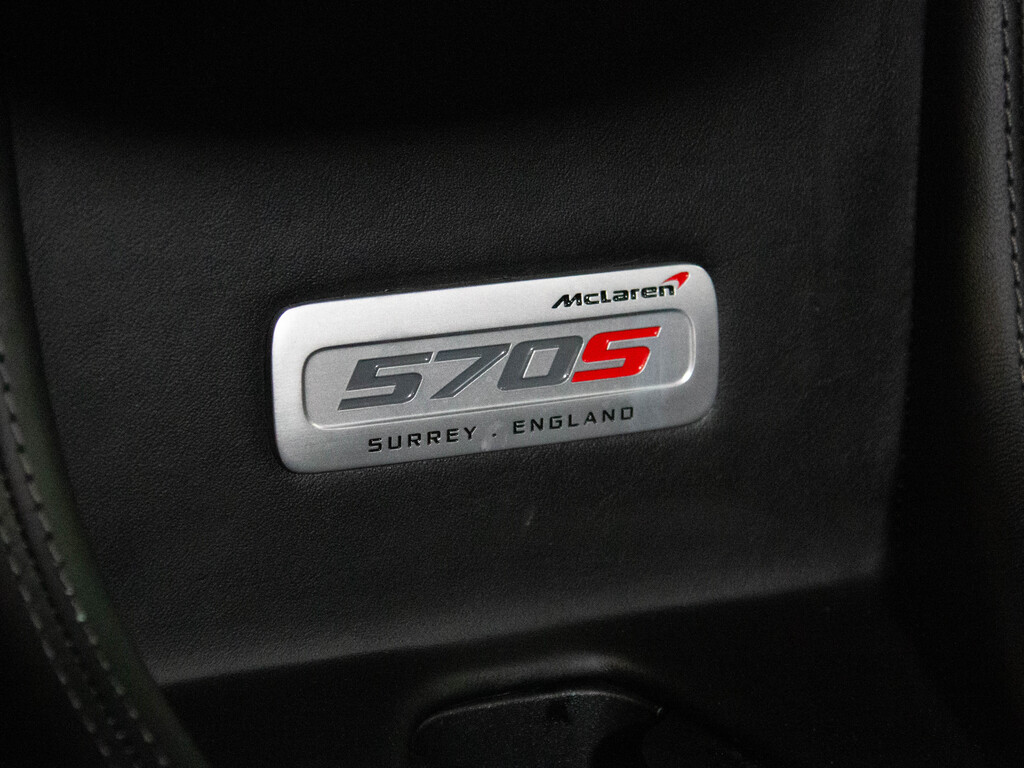 McLaren
570S
SURREY . ENGLAND